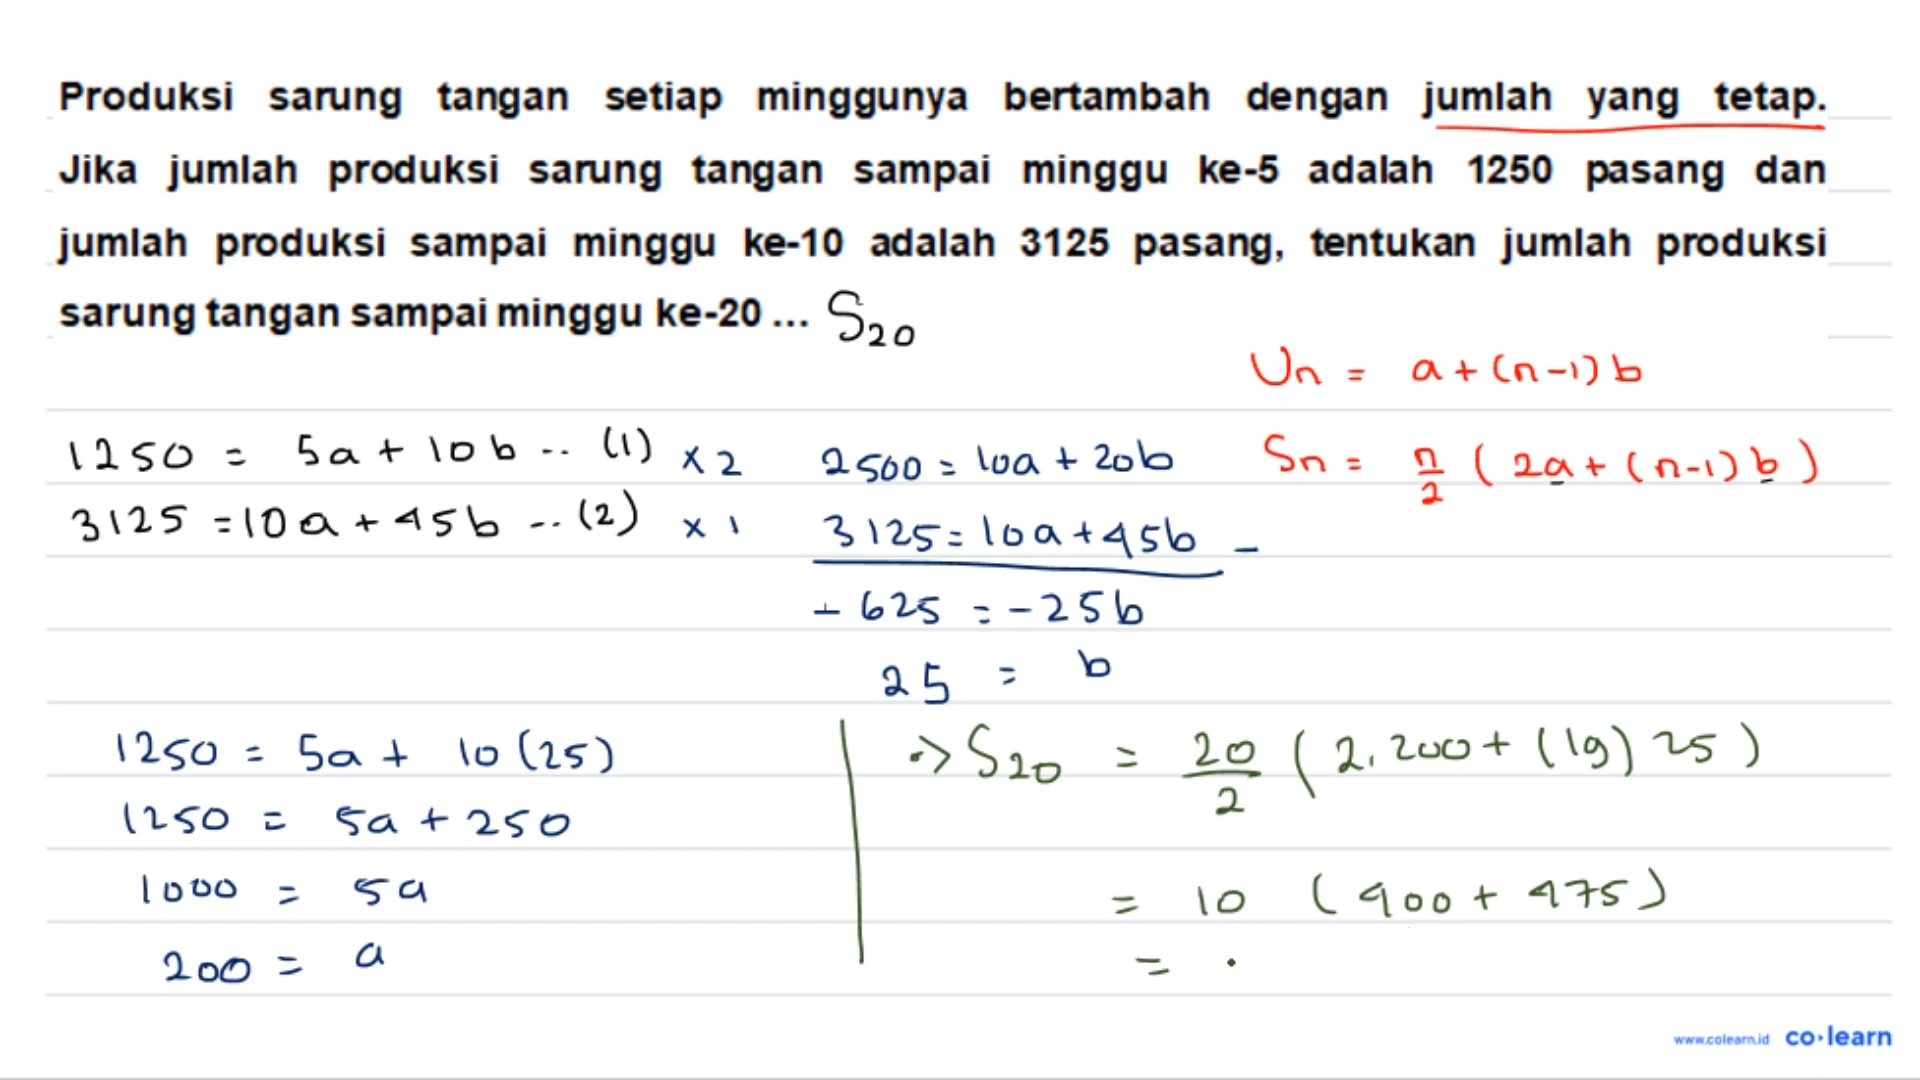 Produksi sarung tangan setiap minggunya bertambah dengan jumlah yang tetap.
Jika jumlah produksi sarung tangan sampai minggu ke-5 adalah 1250 pasang dan
jumlah produksi sampai minggu ke-10 adalah 3125 pasang, tentukan jumlah produksi
sarung tangan sampai minggu ke-20 ... S₂₀
Un = a + (n-1) b
Sn = n/2 (2a + (n-1) b)
1250 = 5a + 10b .. (1) × 2
3125 = 10a + 45b .. (2) × 1
2500 = 10a + 20b
3125 = 10a + 45b -
- 625 = - 25b
25 = b
1250 = 5a + 10 (25)
1250 = 5a + 250
1000 = 5a
200 = a
=> S₂₀ = 20/2 (2.200 + (19) 25)
= 10 (400 + 475)
= .
www.colearn.id co·learn